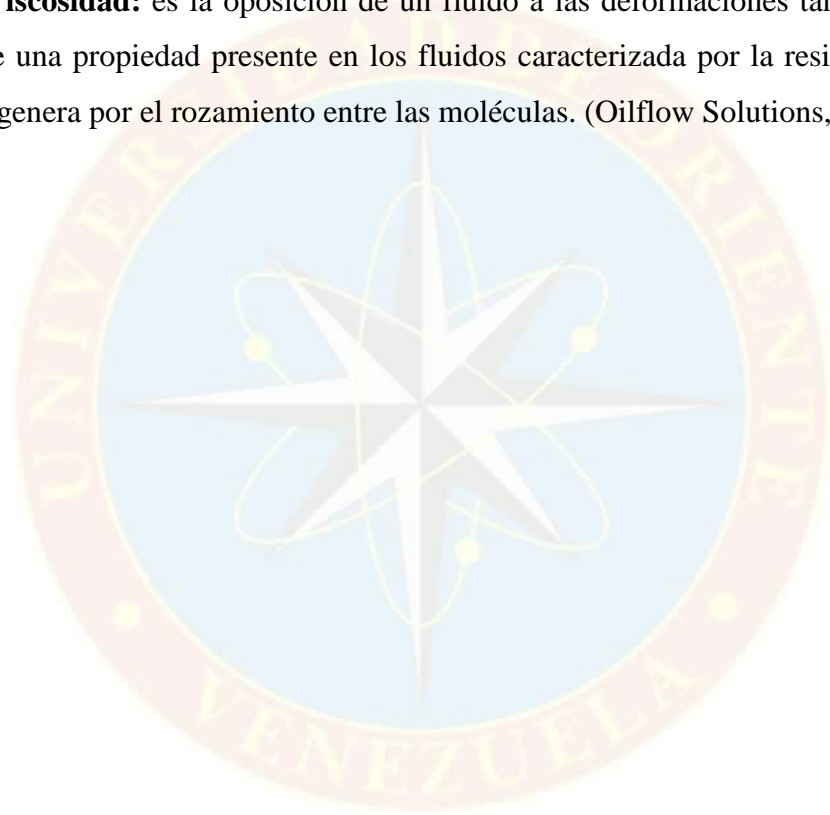 iscosidad: es la oposición de un fluido a las deformaciones tan
e una propiedad presente en los fluidos caracterizada por la resi
genera por el rozamiento entre las moléculas. (Oilflow Solutions,
UNIVERSIDAD DE ORIENTE
VENEZUELA